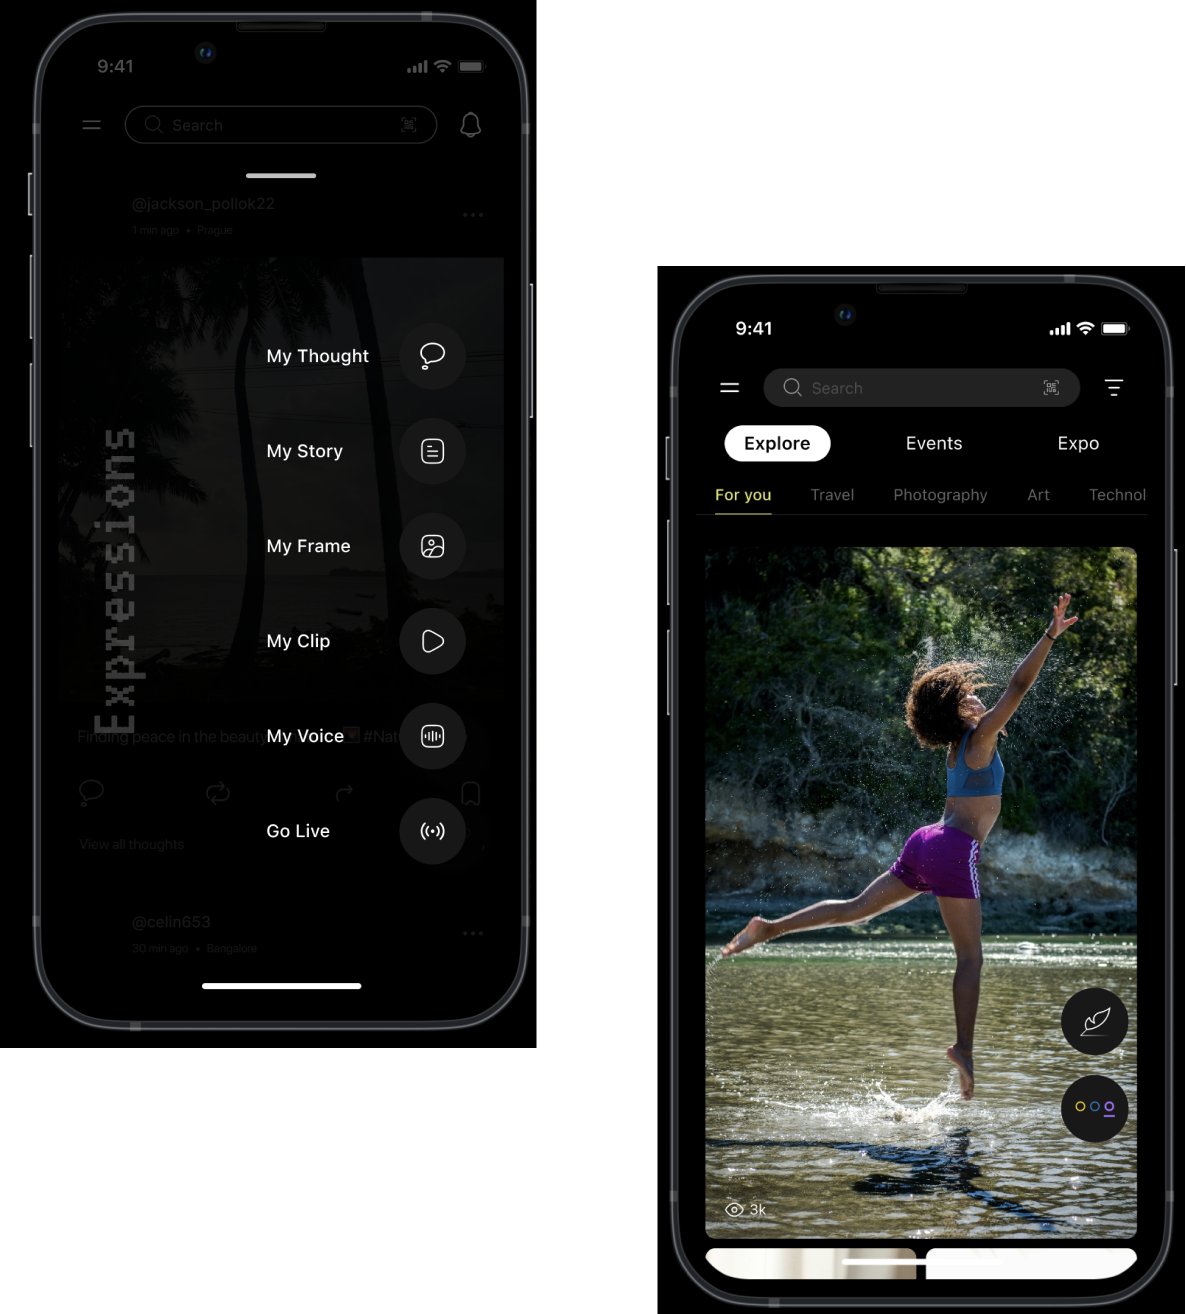 9:41
Search
@jackson_pollok22
1 min ago • Prague
My Thought
My Story
My Frame
My Clip
Expressions
Finding peace in the beauty
#Nat
My Voice
Go Live
View all thoughts
@celin653
30 min ago • Bangalore
9:41
Search
Explore Events Expo
For you Travel Photography Art Technol
3k